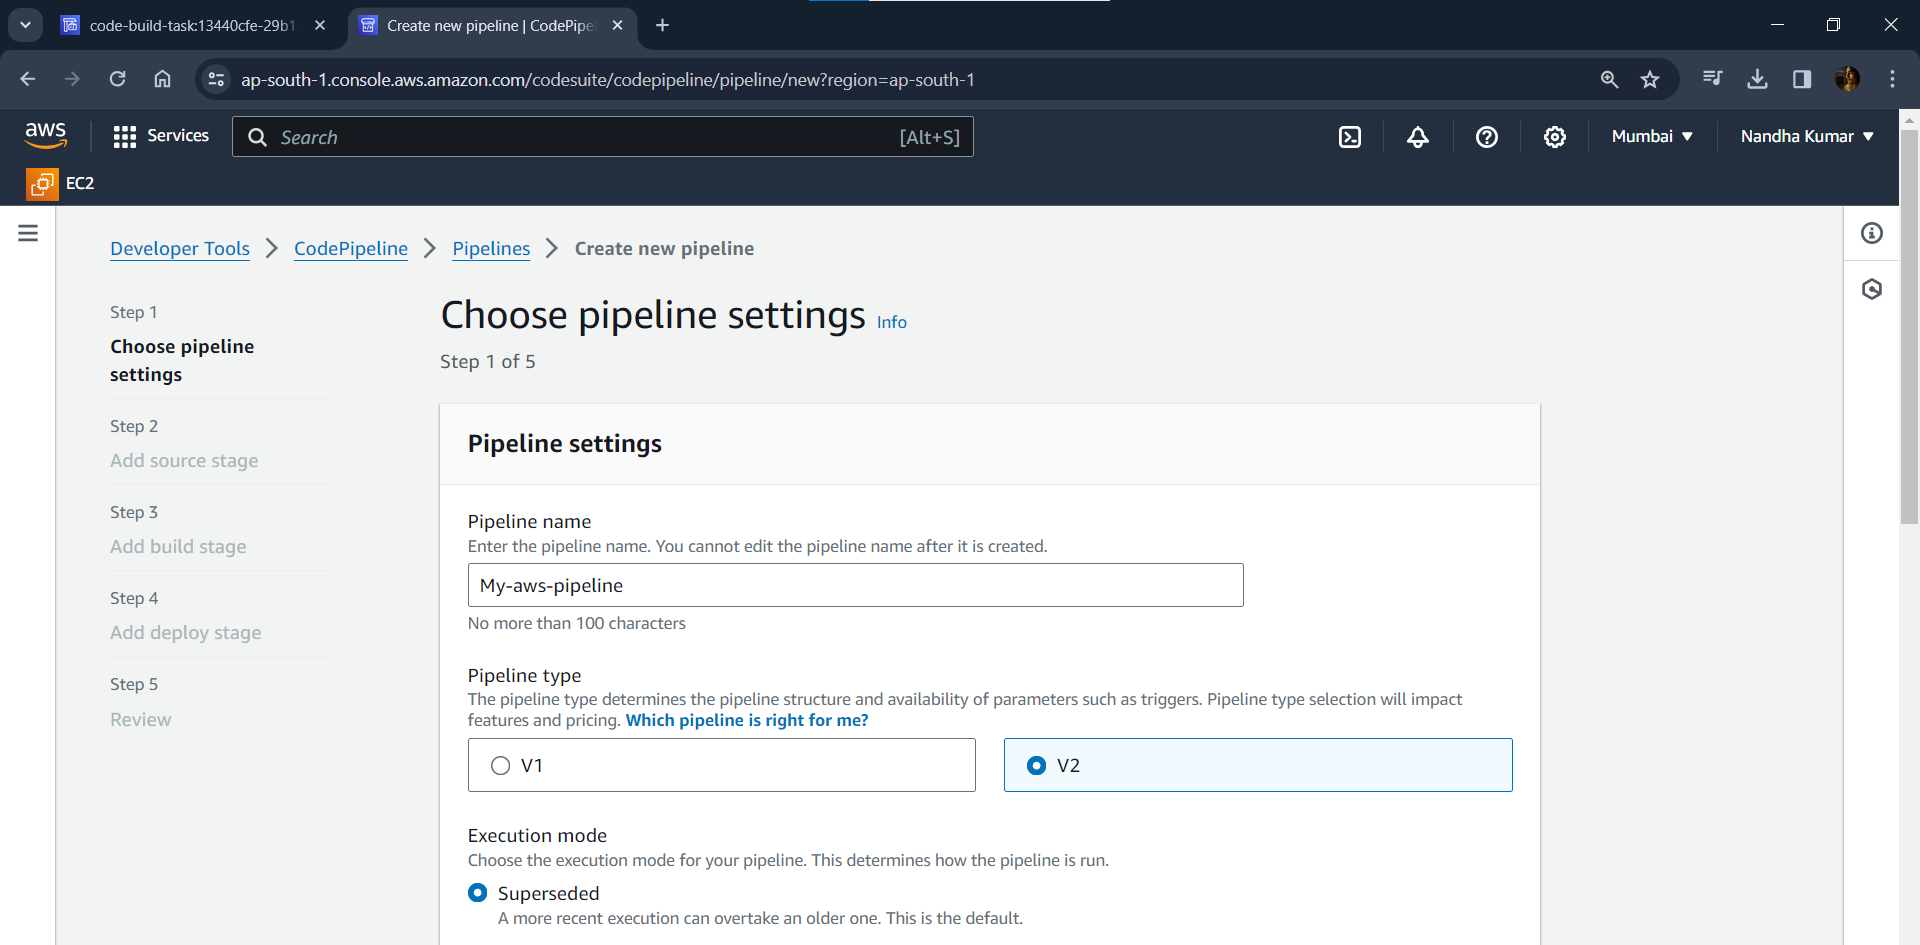 code-build-task:13440cfe-29b1
Create new pipeline | CodePipe
ap-south-1.console.aws.amazon.com/codesuite/codepipeline/pipeline/new?region=ap-south-1
aws
Services
Search
[Alt+S]
Mumbai
Nandha Kumar
EC2
Developer Tools
CodePipeline
Pipelines
Create new pipeline
Step 1
Choose pipeline
settings
Step 2
Add source stage
Step 3
Add build stage
Step 4
Add deploy stage
Step 5
Review
Choose pipeline settings Info
Step 1 of 5
Pipeline settings
Pipeline name
Enter the pipeline name. You cannot edit the pipeline name after it is created.
My-aws-pipeline
No more than 100 characters
Pipeline type
The pipeline type determines the pipeline structure and availability of parameters such as triggers. Pipeline type selection will impact
features and pricing. Which pipeline is right for me?
V1
V2
Execution mode
Choose the execution mode for your pipeline. This determines how the pipeline is run.
Superseded
A more recent execution can overtake an older one. This is the default.